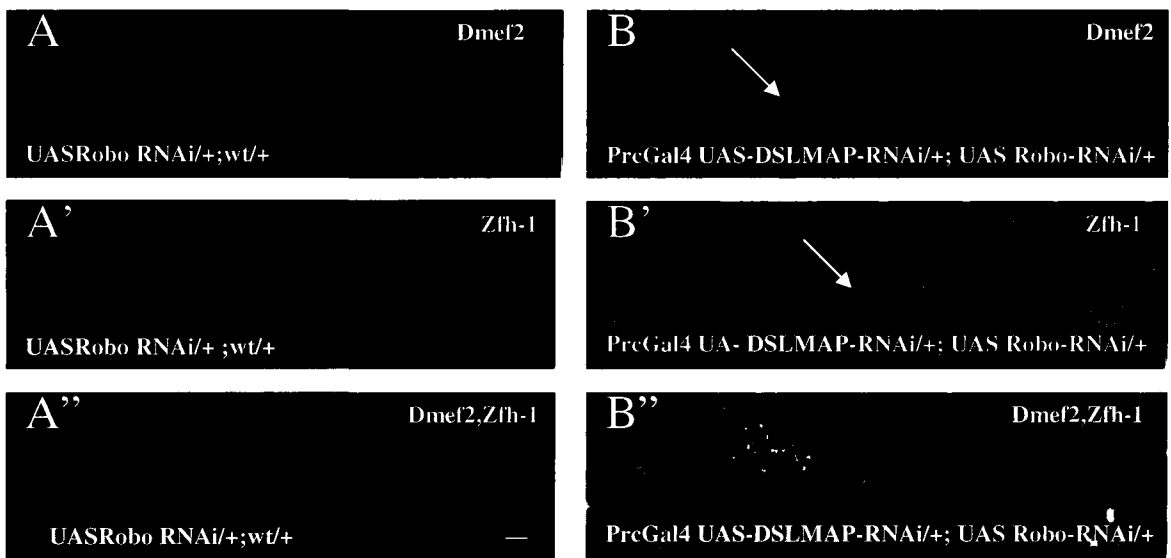 A
Dmef2
UASRobo RNAi/+;wt/+
B
Dmef2
PrcGal4 UAS-DSLMAP-RNAi/+; UAS Robo-RNAi/+
A’
Zfh-1
UASRobo RNAi/+ ;wt/+
B’
Zfh-1
PrcGal4 UA- DSLMAP-RNAi/+; UAS Robo-RNAi/+
A’’
Dmef2,Zfh-1
UASRobo RNAi/+;wt/+
B’’
Dmef2,Zfh-1
PrcGal4 UAS-DSLMAP-RNAi/+; UAS Robo-RNAi/+